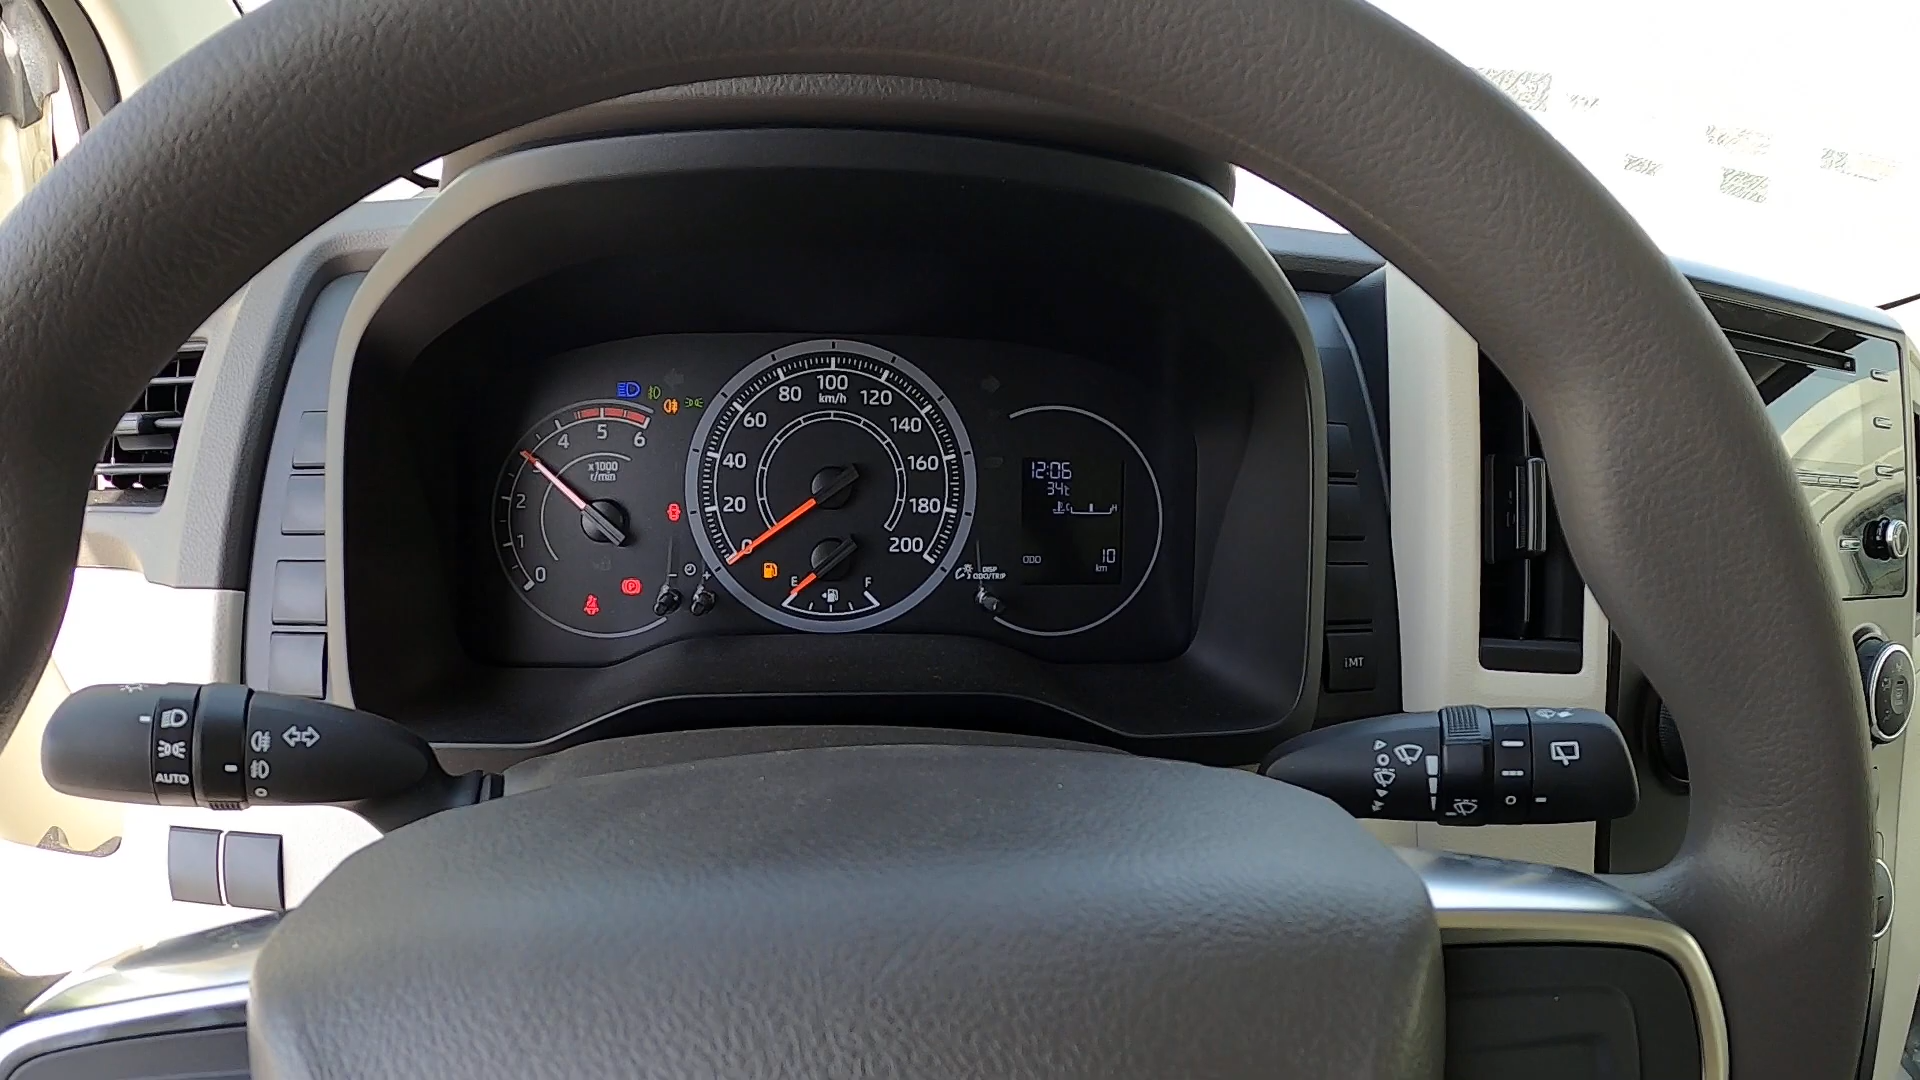 80 100 120
km/h
60 140
4 5 6
x1000
r/min
3
40 160
2
20 180
1
0
0 200
E F
12:06
34℃
C H
ODO 10
km
- +
DISP
ODO/TRIP
iMT
AUTO